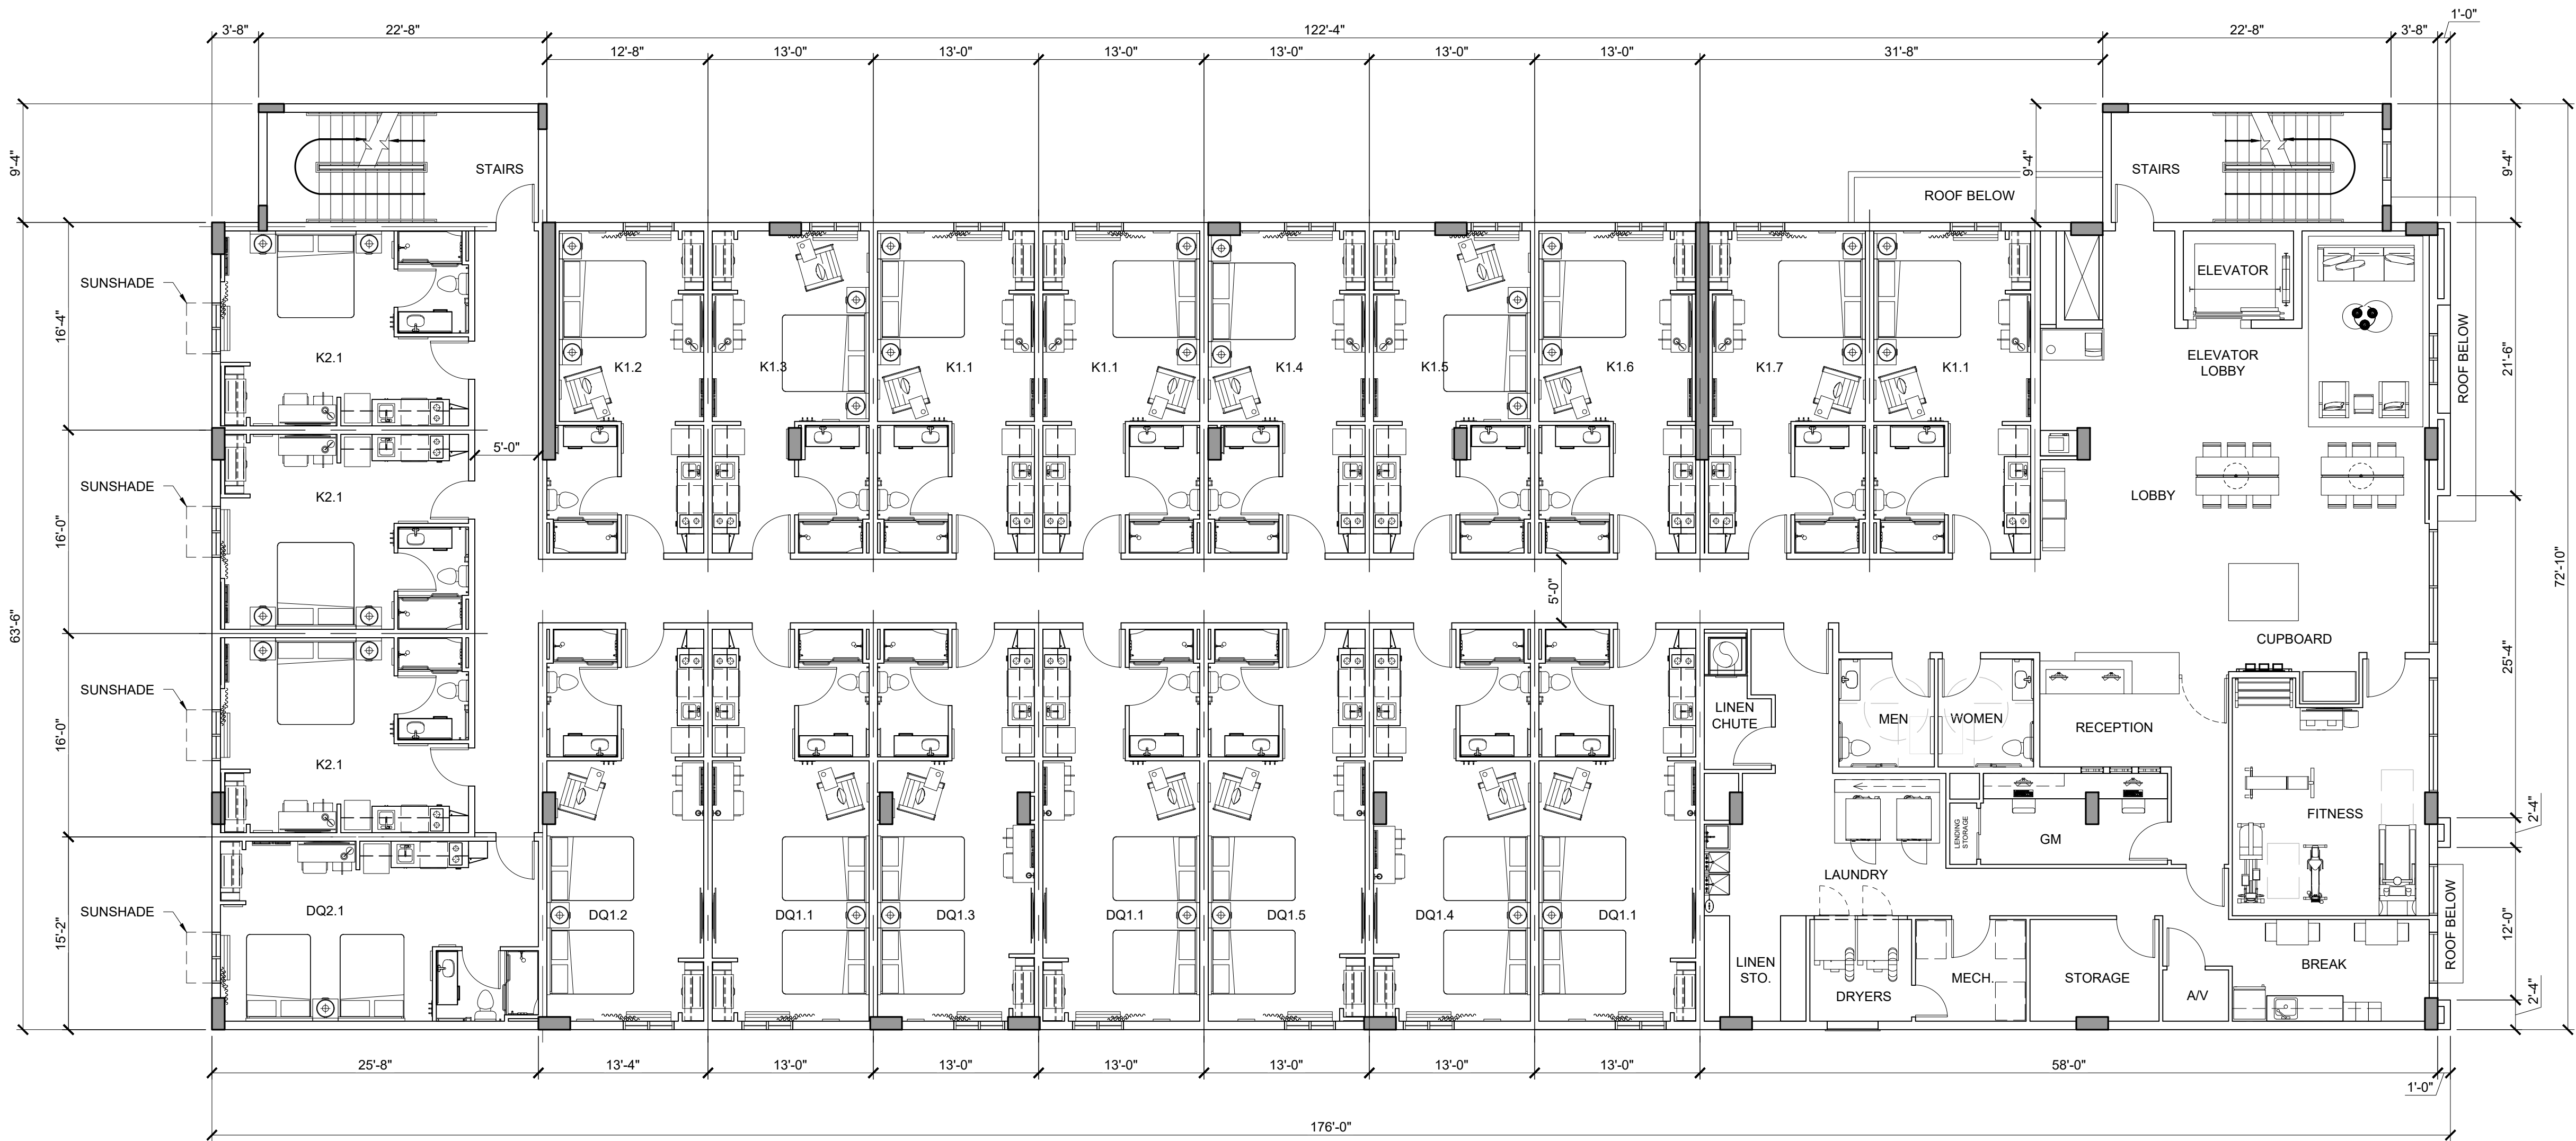 1'-0"
3'-8"
22'-8"
122'-4"
22'-8"
3'-8"
12'-8"
13'-0"
13'-0"
13'-0"
13'-0"
13'-0"
13'-0"
31'-8"
9'-4"
STAIRS
9'-4"
STAIRS
9'-4"
ROOF BELOW
SUNSHADE
16'-4"
K2.1
K1.2
K1.3
K1.1
K1.1
K1.4
K1.5
K1.6
K1.7
K1.1
ELEVATOR
ELEVATOR
LOBBY
ROOF BELOW
21'-6"
5'-0"
SUNSHADE
16'-0"
K2.1
LOBBY
5'-0"
72'-10"
63'-6"
CUPBOARD
25'-4"
SUNSHADE
16'-0"
K2.1
LINEN
CHUTE
MEN
WOMEN
RECEPTION
FITNESS
2'-4"
LENDING
STORAGE
GM
LAUNDRY
SUNSHADE
15'-2"
DQ2.1
DQ1.2
DQ1.1
DQ1.3
DQ1.1
DQ1.5
DQ1.4
DQ1.1
ROOF BELOW
12'-0"
LINEN
STO.
DRYERS
MECH.
STORAGE
A/V
BREAK
2'-4"
25'-8"
13'-4"
13'-0"
13'-0"
13'-0"
13'-0"
13'-0"
13'-0"
58'-0"
1'-0"
176'-0"